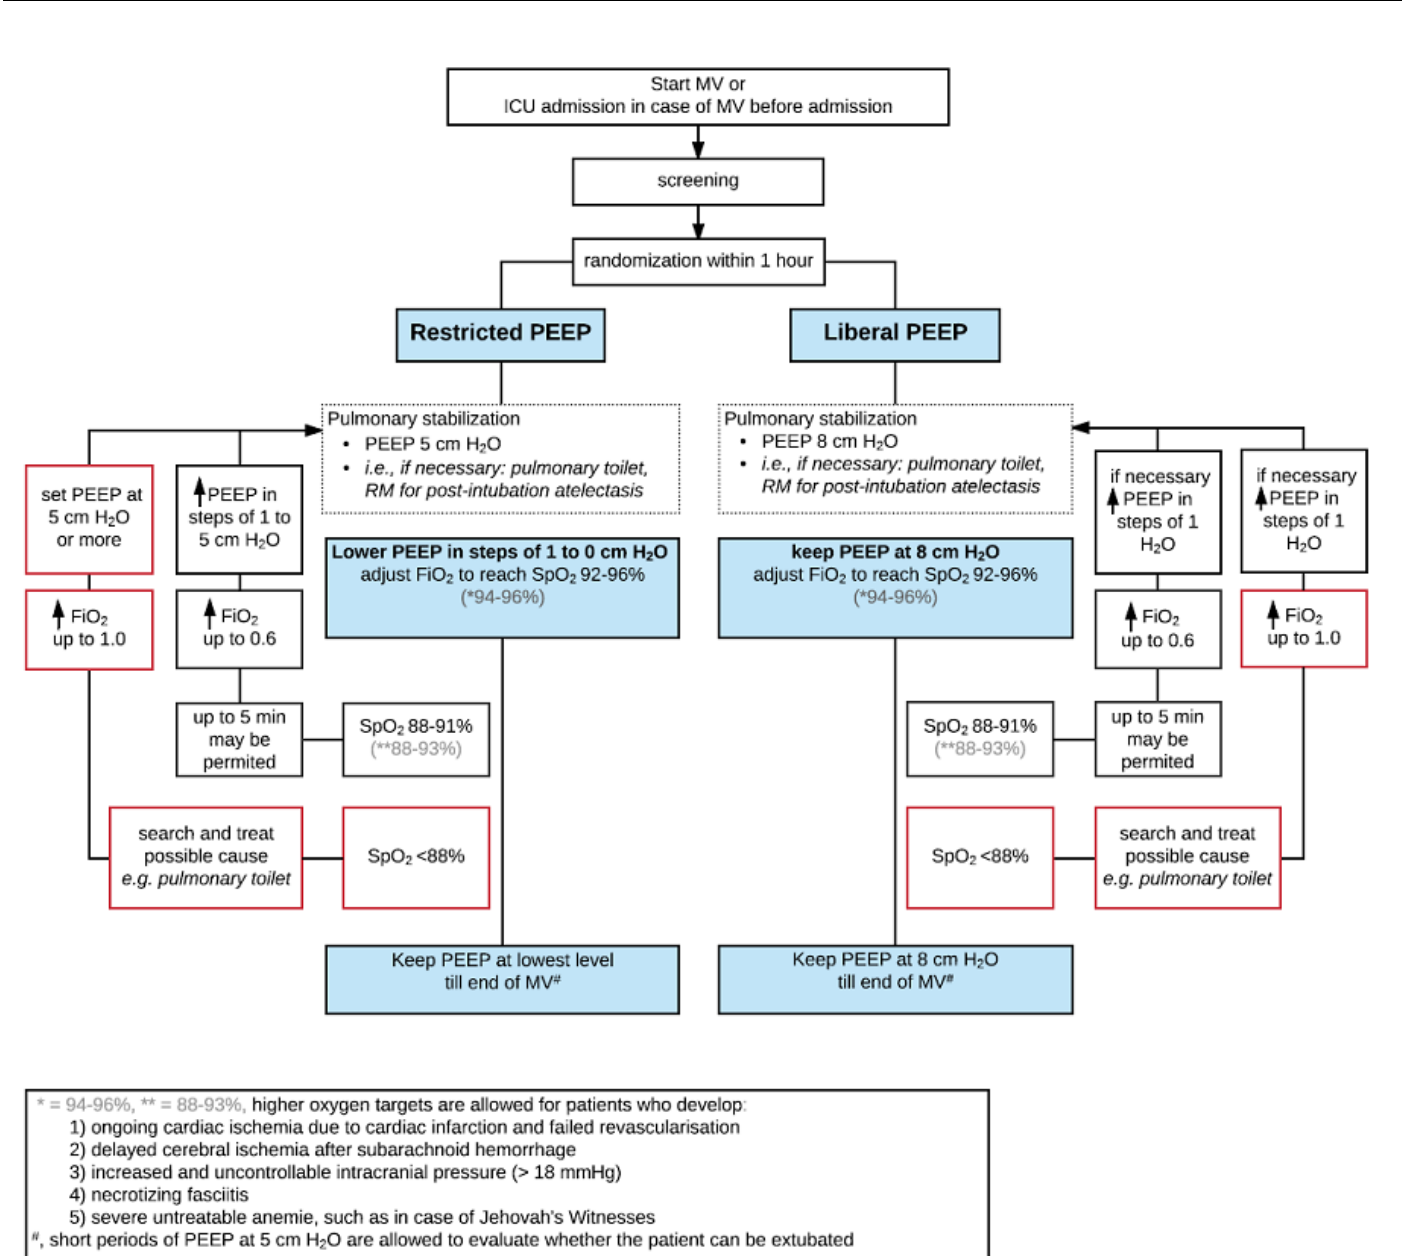 Start MV or
ICU admission in case of MV before admission
screening
randomization within 1 hour
Restricted PEEP
Liberal PEEP
Pulmonary stabilization
• PEEP 5 cm H₂O
• i.e., if necessary: pulmonary toilet,
RM for post-intubation atelectasis
Pulmonary stabilization
• PEEP 8 cm H₂O
• i.e., if necessary: pulmonary toilet,
RM for post-intubation atelectasis
set PEEP at
5 cm H₂O
or more
PEEP in
steps of 1 to
5 cm H₂O
Lower PEEP in steps of 1 to 0 cm H₂O
adjust FiO₂ to reach SpO₂ 92-96%
(*94-96%)
keep PEEP at 8 cm H₂O
adjust FiO₂ to reach SpO₂ 92-96%
(*94-96%)
if necessary
PEEP in
steps of 1
H₂O
if necessary
PEEP in
steps of 1
H₂O
FiO₂
up to 1.0
FiO₂
up to 0.6
FiO₂
up to 0.6
FiO₂
up to 1.0
up to 5 min
may be
permited
SpO₂ 88-91%
(**88-93%)
SpO₂ 88-91%
(**88-93%)
up to 5 min
may be
permited
search and treat
possible cause
e.g. pulmonary toilet
SpO₂ <88%
SpO₂ <88%
search and treat
possible cause
e.g. pulmonary toilet
Keep PEEP at lowest level
till end of MV#
Keep PEEP at 8 cm H₂O
till end of MV#
* = 94-96%, ** = 88-93%, higher oxygen targets are allowed for patients who develop:
1) ongoing cardiac ischemia due to cardiac infarction and failed revascularisation
2) delayed cerebral ischemia after subarachnoid hemorrhage
3) increased and uncontrollable intracranial pressure (> 18 mmHg)
4) necrotizing fasciitis
5) severe untreatable anemie, such as in case of Jehovah's Witnesses
#, short periods of PEEP at 5 cm H₂O are allowed to evaluate whether the patient can be extubated